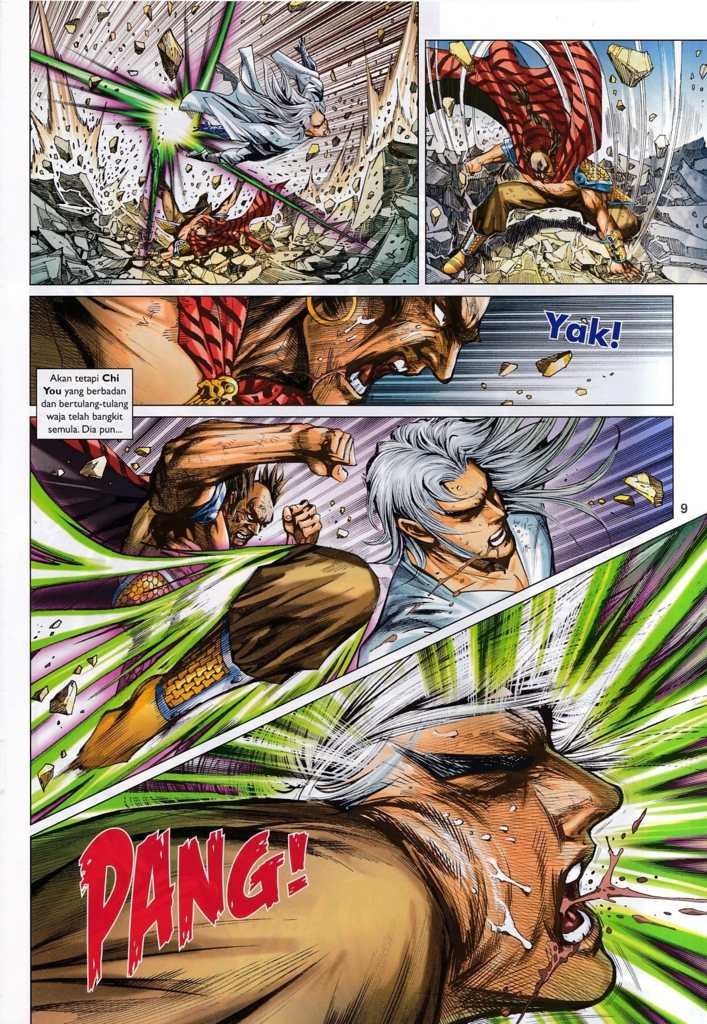 Yak!
Akan tetapi Chi
You yang berbadan
dan bertulang-tulang
waja telah bangkit
semula. Dia pun...
9
PANG!